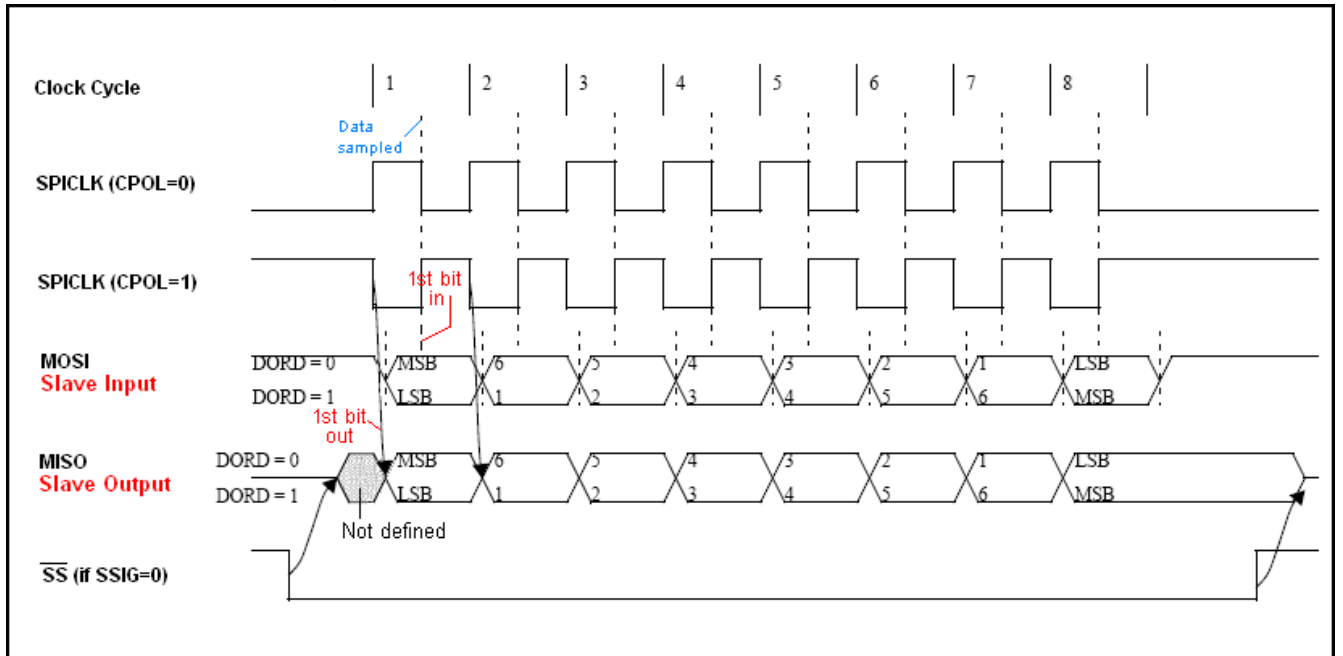 Clock Cycle 1 2 3 4 5 6 7 8
Data
sampled
SPICLK (CPOL=0)
SPICLK (CPOL=1)
1st bit
in
MOSI DORD = 0 MSB 6 5 4 3 2 1 LSB
Slave Input
DORD = 1 LSB 1 2 3 4 5 6 MSB
1st bit
out
MISO DORD = 0 MSB 6 5 4 3 2 1 LSB
Slave Output DORD = 1 LSB 1 2 3 4 5 6 MSB
Not defined
SS (if SSIG=0)